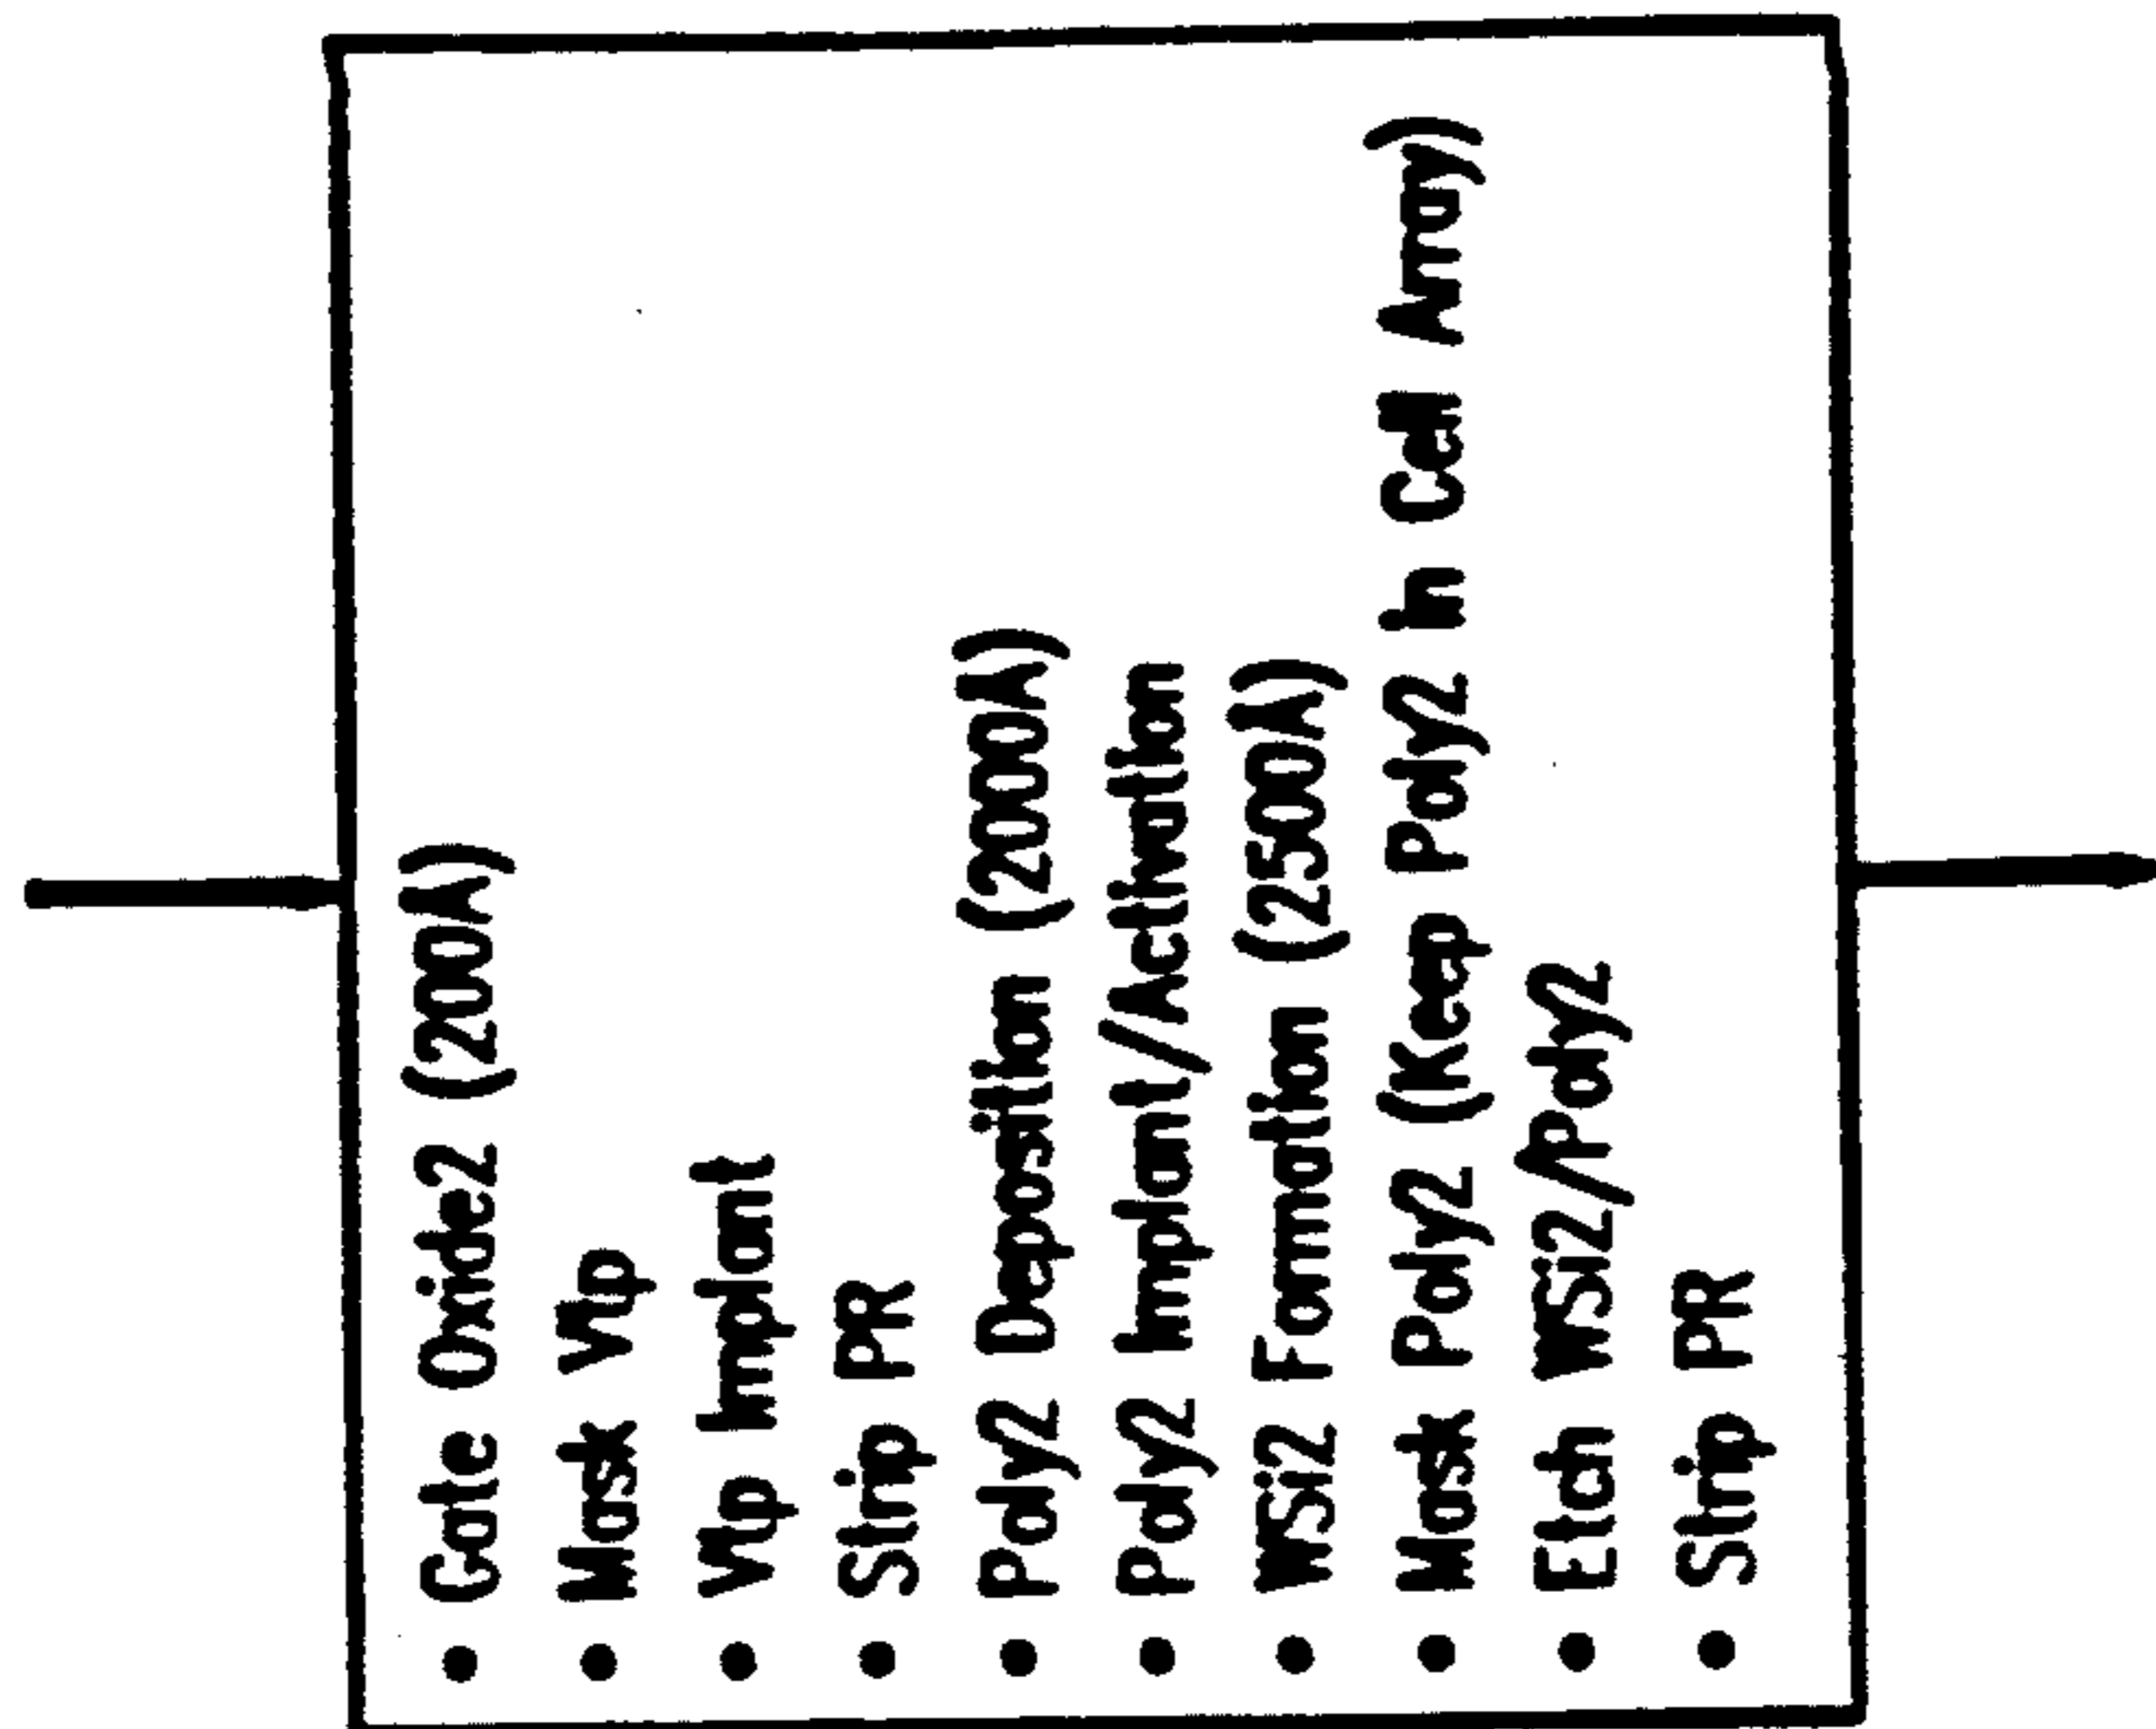 • Gate Oxide2 (200Å)
• Mask Vtp
• Vtp Implant
• Strip PR
• Poly2 Deposition (2000Å)
• Poly2 Implant/Activation
• WSi2 Formation (2500Å)
• Mask Poly2 (Keep Poly2 in Cell Array)
• Etch WSi2/Poly2
• Strip PR